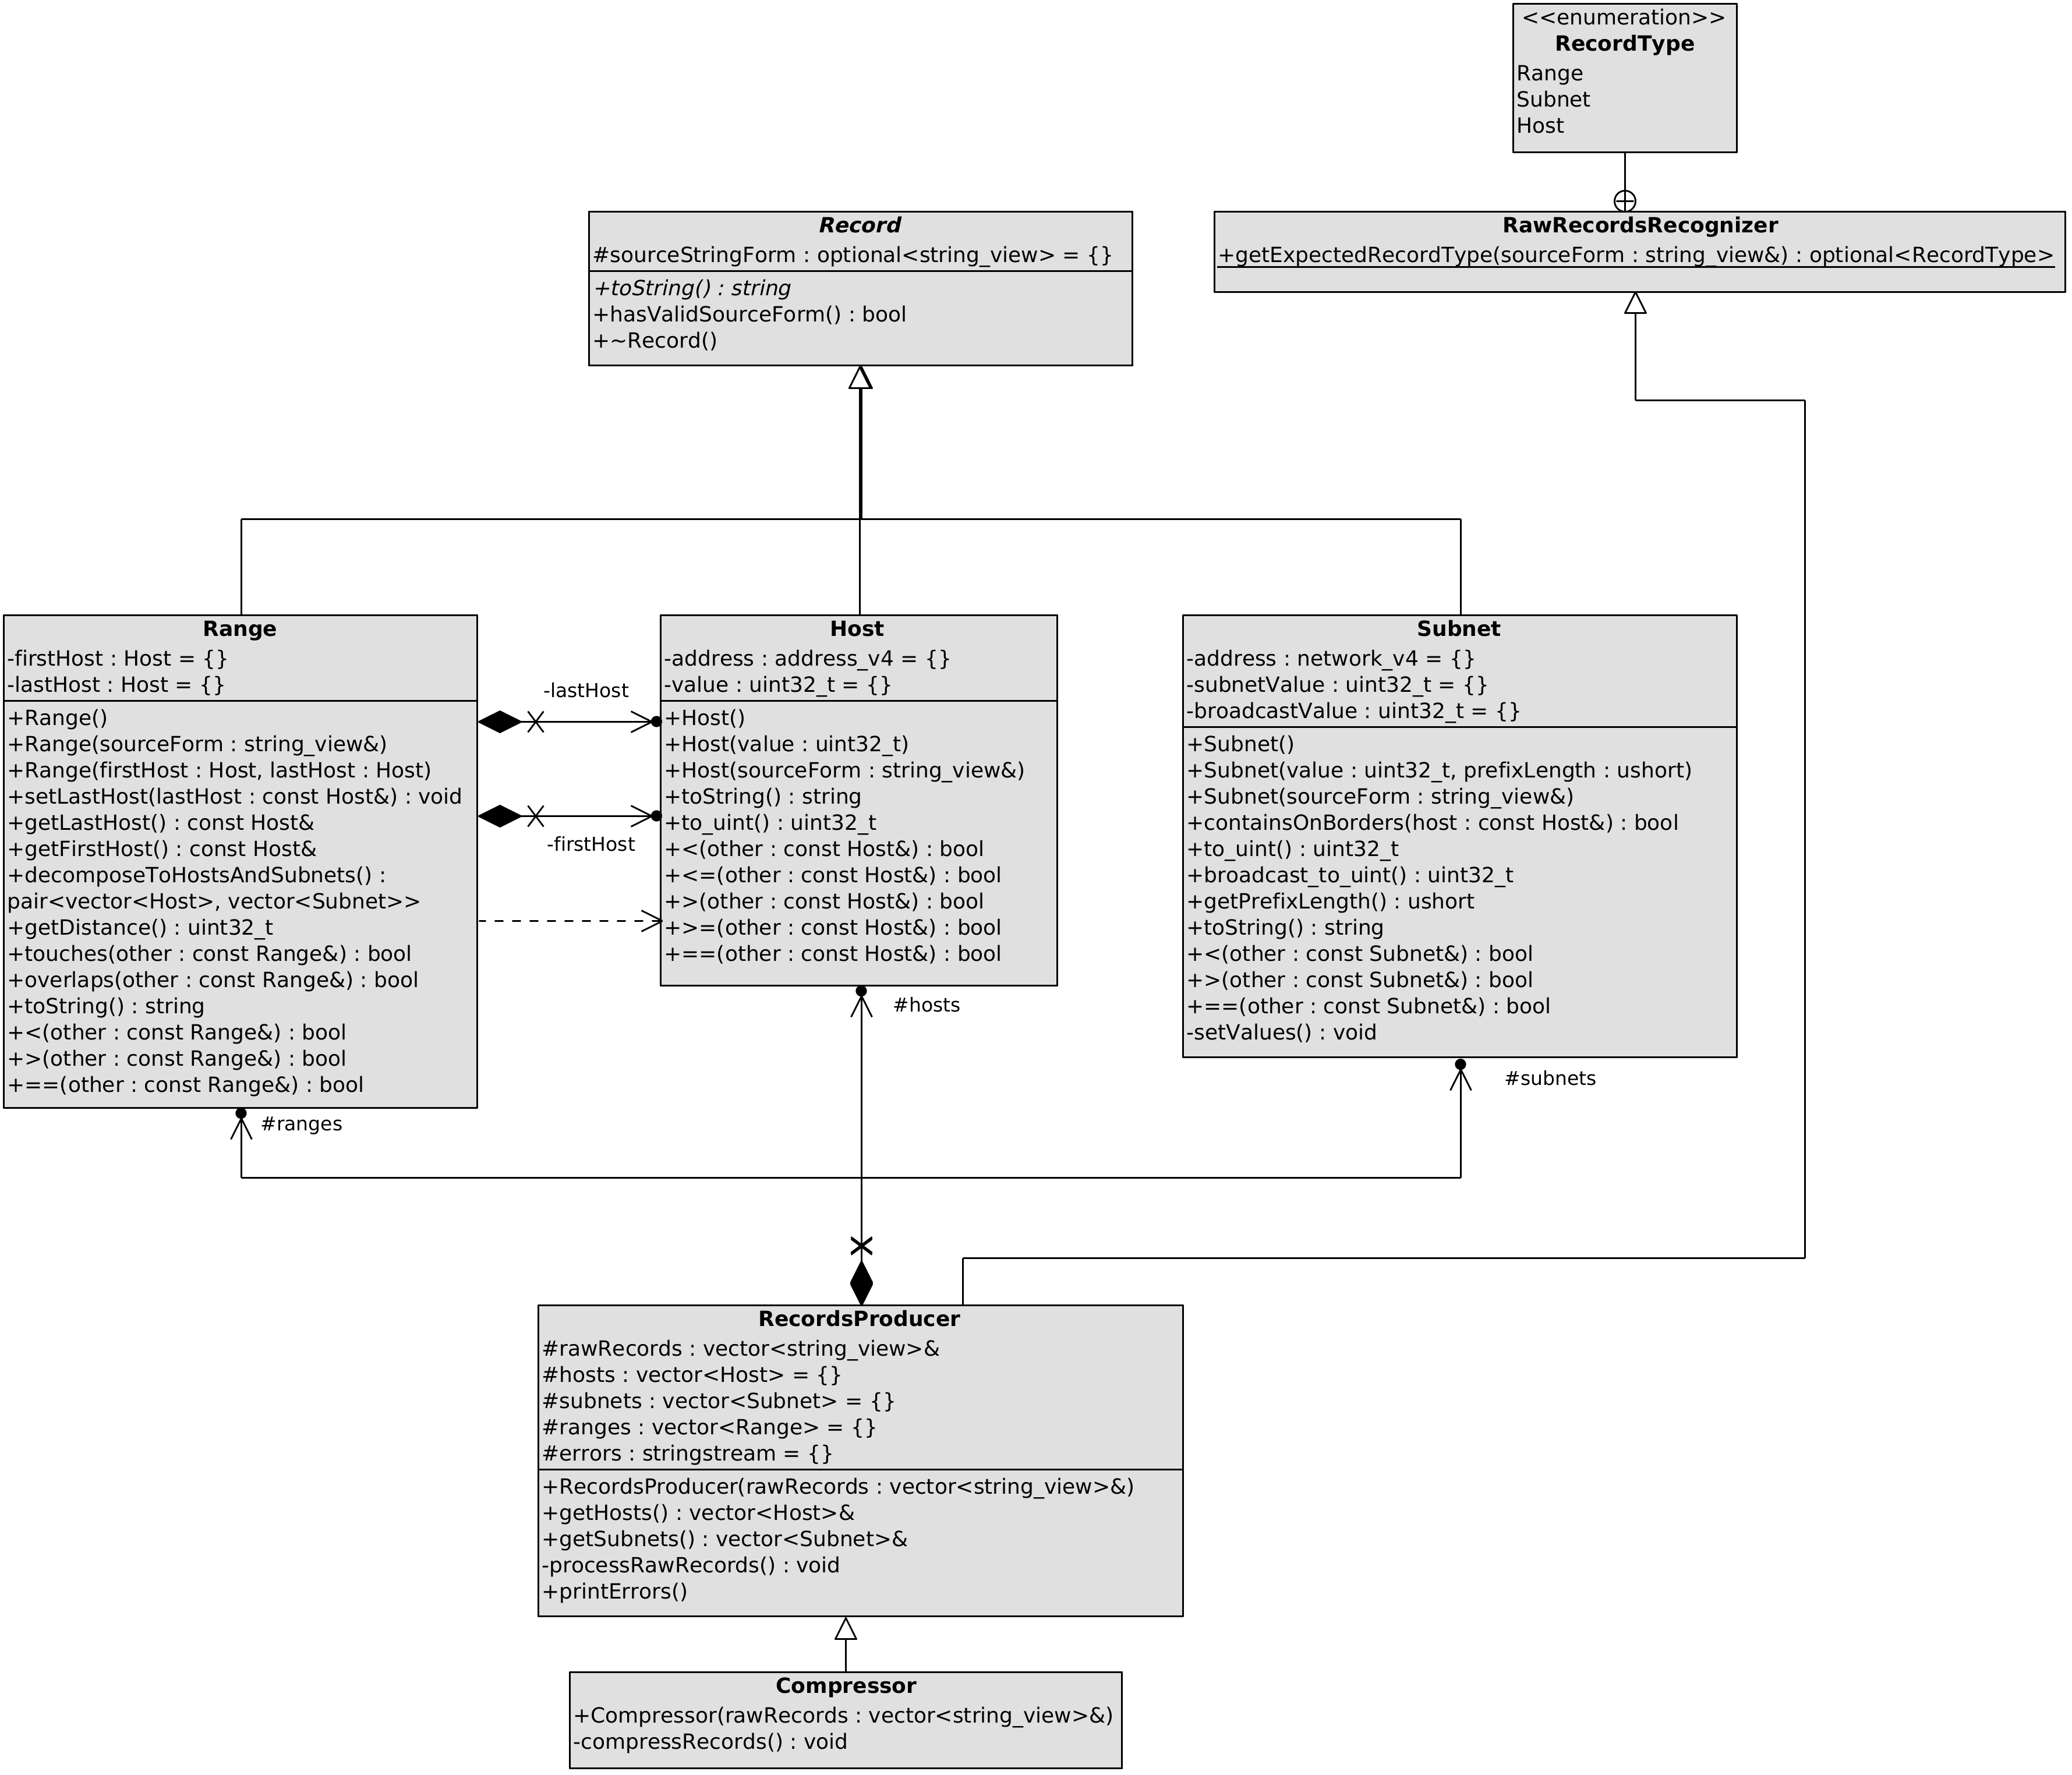 <<enumeration>>
RecordType
Range
Subnet
Host
Record
#sourceStringForm : optional<string_view> = {}
+toString() : string
+hasValidSourceForm() : bool
+~Record()
RawRecordsRecognizer
+getExpectedRecordType(sourceForm : string_view&) : optional<RecordType>
Range
-firstHost : Host = {}
-lastHost : Host = {}
+Range()
+Range(sourceForm : string_view&)
+Range(firstHost : Host, lastHost : Host)
+setLastHost(lastHost : const Host&) : void
+getLastHost() : const Host&
+getFirstHost() : const Host&
+decomposeToHostsAndSubnets() :
pair<vector<Host>, vector<Subnet>>
+getDistance() : uint32_t
+touches(other : const Range&) : bool
+overlaps(other : const Range&) : bool
+toString() : string
+<(other : const Range&) : bool
+>(other : const Range&) : bool
+==(other : const Range&) : bool
-lastHost
-firstHost
Host
-address : address_v4 = {}
-value : uint32_t = {}
+Host()
+Host(value : uint32_t)
+Host(sourceForm : string_view&)
+toString() : string
+to_uint() : uint32_t
+<(other : const Host&) : bool
+<=(other : const Host&) : bool
+>(other : const Host&) : bool
+>=(other : const Host&) : bool
+==(other : const Host&) : bool
Subnet
-address : network_v4 = {}
-subnetValue : uint32_t = {}
-broadcastValue : uint32_t = {}
+Subnet()
+Subnet(value : uint32_t, prefixLength : ushort)
+Subnet(sourceForm : string_view&)
+containsOnBorders(host : const Host&) : bool
+to_uint() : uint32_t
+broadcast_to_uint() : uint32_t
+getPrefixLength() : ushort
+toString() : string
+<(other : const Subnet&) : bool
+>(other : const Subnet&) : bool
+==(other : const Subnet&) : bool
-setValues() : void
#ranges
#hosts
#subnets
RecordsProducer
#rawRecords : vector<string_view>&
#hosts : vector<Host> = {}
#subnets : vector<Subnet> = {}
#ranges : vector<Range> = {}
#errors : stringstream = {}
+RecordsProducer(rawRecords : vector<string_view>&)
+getHosts() : vector<Host>&
+getSubnets() : vector<Subnet>&
-processRawRecords() : void
+printErrors()
Compressor
+Compressor(rawRecords : vector<string_view>&)
-compressRecords() : void